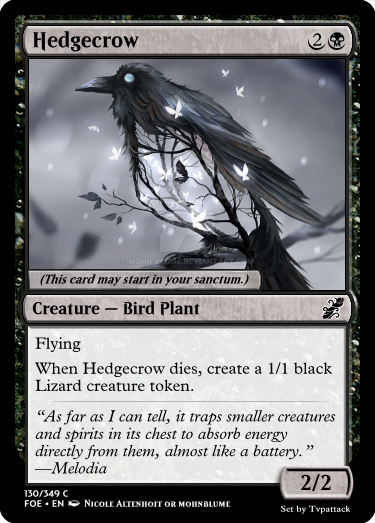 Hedgecrow 2
(This card may start in your sanctum.)
Creature — Bird Plant
Flying
When Hedgecrow dies, create a 1/1 black
Lizard creature token.
“As far as I can tell, it traps smaller creatures
and spirits in its chest to absorb energy
directly from them, almost like a battery.”
—Melodia
2/2
130/349 C
FOE • EN Nicole Altenhoff or mohnblume
Set by Tvpattack